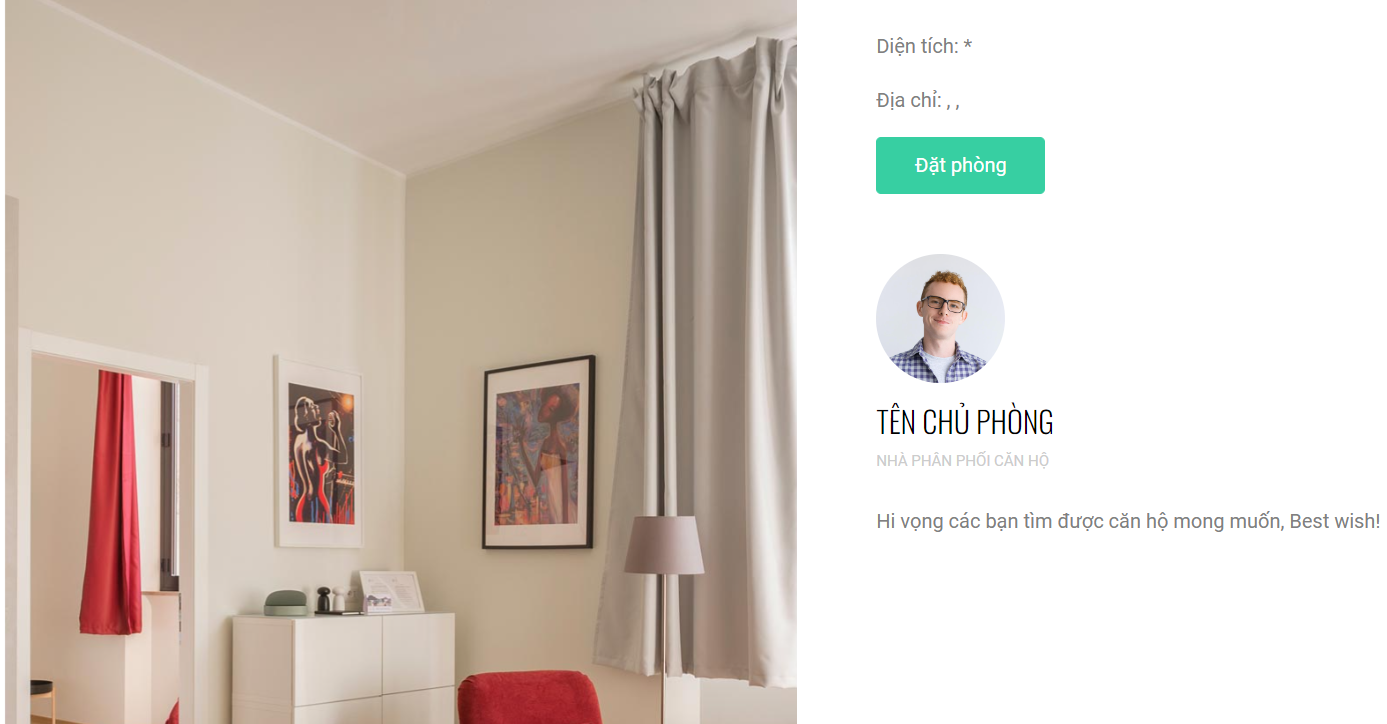 Diện tích: *
Địa chỉ: , ,
Đặt phòng
TÊN CHỦ PHÒNG
NHÀ PHÂN PHỐI CĂN HỘ
Hi vọng các bạn tìm được căn hộ mong muốn, Best wish!